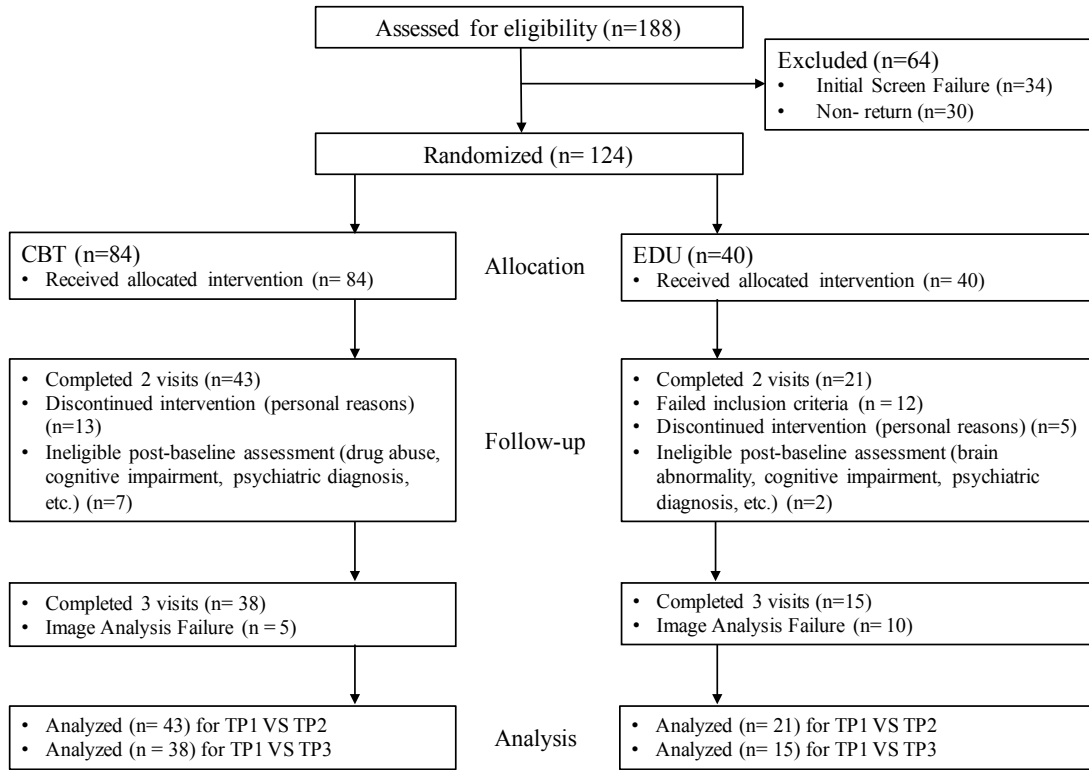 Assessed for eligibility (n=188)
Excluded (n=64)
• Initial Screen Failure (n=34)
• Non- return (n=30)
Randomized (n= 124)
CBT (n=84)
• Received allocated intervention (n= 84)
Allocation
EDU (n=40)
• Received allocated intervention (n= 40)
• Completed 2 visits (n=43)
• Discontinued intervention (personal reasons)
(n=13)
• Ineligible post-baseline assessment (drug abuse,
cognitive impairment, psychiatric diagnosis,
etc.) (n=7)
Follow-up
• Completed 2 visits (n=21)
• Failed inclusion criteria (n = 12)
• Discontinued intervention (personal reasons) (n=5)
• Ineligible post-baseline assessment (brain
abnormality, cognitive impairment, psychiatric
diagnosis, etc.) (n=2)
• Completed 3 visits (n= 38)
• Image Analysis Failure (n = 5)
• Completed 3 visits (n=15)
• Image Analysis Failure (n= 10)
• Analyzed (n= 43) for TP1 VS TP2
• Analyzed (n = 38) for TP1 VS TP3
Analysis
• Analyzed (n= 21) for TP1 VS TP2
• Analyzed (n= 15) for TP1 VS TP3